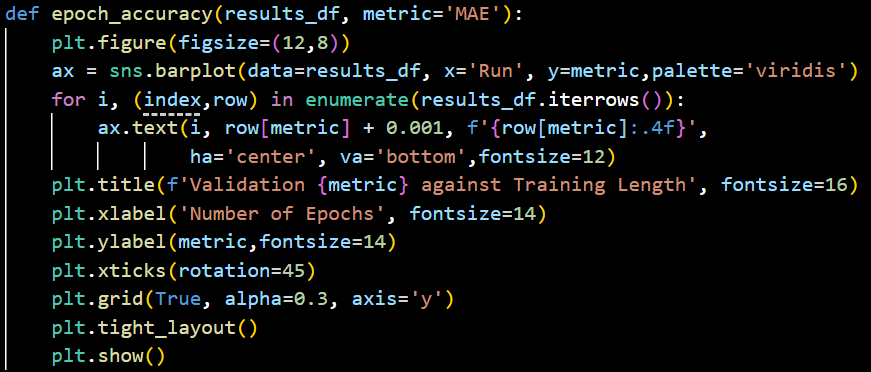 def epoch_accuracy(results_df, metric='MAE'):
    plt.figure(figsize=(12,8))
    ax = sns.barplot(data=results_df, x='Run', y=metric,palette='viridis')
    for i, (index,row) in enumerate(results_df.iterrows()):
        ax.text(i, row[metric] + 0.001, f'{row[metric]:.4f}',
                ha='center', va='bottom',fontsize=12)
    plt.title(f'Validation {metric} against Training Length', fontsize=16)
    plt.xlabel('Number of Epochs', fontsize=14)
    plt.ylabel(metric,fontsize=14)
    plt.xticks(rotation=45)
    plt.grid(True, alpha=0.3, axis='y')
    plt.tight_layout()
    plt.show()